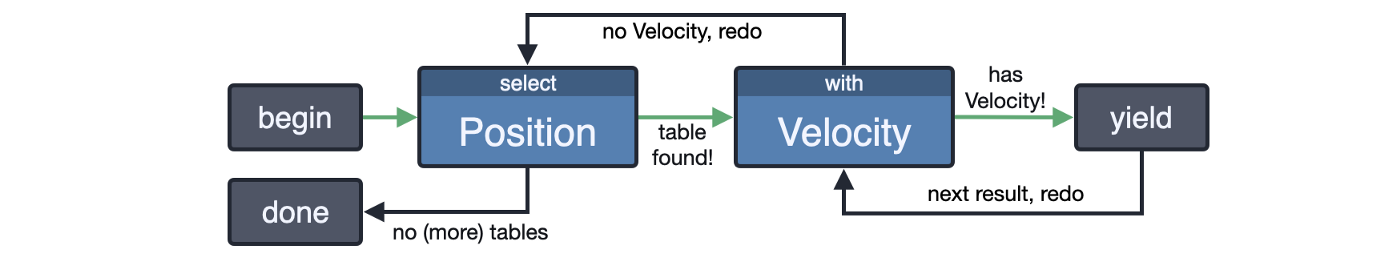 no Velocity, redo
begin
select
Position
table
found!
with
Velocity
has
Velocity!
yield
done
no (more) tables
next result, redo